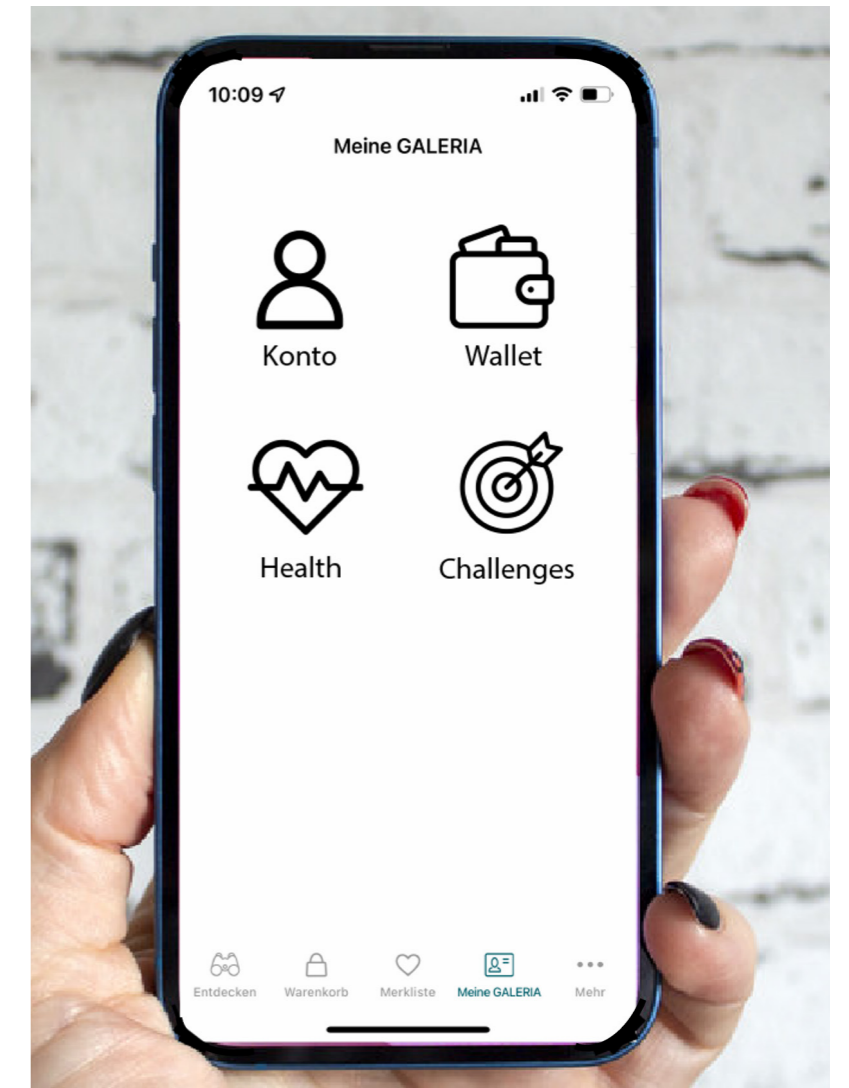 10:09
Meine GALERIA
Konto
Wallet
Health
Challenges
Entdecken
Warenkorb
Merkliste
Meine GALERIA
Mehr